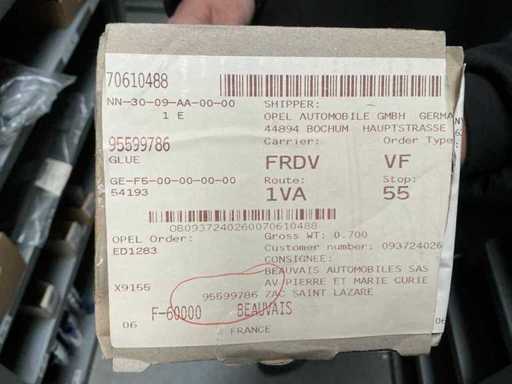 70610488
NN-30-09-AA-00-00
1 E
SHIPPER:
OPEL AUTOMOBILE GMBH GERMA
44894 BOCHUM HAUPTSTRASSE
95599786
GLUE
Carrier: Order Type
FRDV VF
GE-F5-00-00-00-00
54193
Route: Stop:
1VA 55
OB0937240260070610488
OPEL Order: Gross WT: 0.700
ED1283 Customer number: 093724026
CONSIGNEE:
BEAUVAIS AUTOMOBILES SAS
X9155 AV PIERRE ET MARIE CURIE
95599786 ZAC SAINT LAZARE
F-60000 BEAUVAIS
06
FRANCE